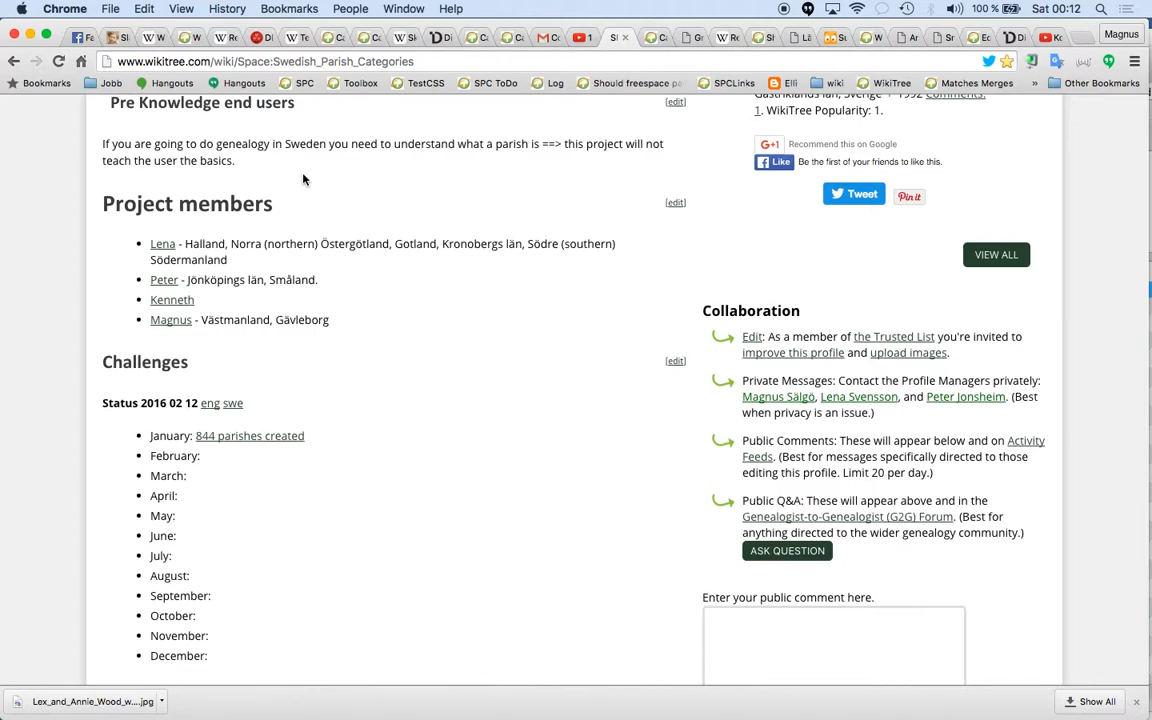 Chrome File Edit View History Bookmarks People Window Help 100 % Sat 00:12
Magnus
www.wikitree.com/wiki/Space:Swedish_Parish_Categories
Bookmarks Jobb Hangouts Hangouts SPC Toolbox TestCSS SPC ToDo Log Should freespace pa SPCLinks Elli wiki WikiTree Matches Merges » Other Bookmarks
Pre Knowledge end users [edit]
If you are going to do genealogy in Sweden you need to understand what a parish is ==> this project will not
teach the user the basics.
Project members [edit]
• Lena - Halland, Norra (northern) Östergötland, Gotland, Kronobergs län, Södre (southern)
Södermanland
• Peter - Jönköpings län, Småland.
• Kenneth
• Magnus - Västmanland, Gävleborg
Challenges [edit]
Status 2016 02 12 eng swe
• January: 844 parishes created
• February:
• March:
• April:
• May:
• June:
• July:
• August:
• September:
• October:
• November:
• December:
1. WikiTree Popularity: 1.
G+1 Recommend this on Google
Like Be the first of your friends to like this.
Tweet Pin it
VIEW ALL
Collaboration
Edit: As a member of the Trusted List you're invited to
improve this profile and upload images.
Private Messages: Contact the Profile Managers privately:
Magnus Sälgö, Lena Svensson, and Peter Jonsheim. (Best
when privacy is an issue.)
Public Comments: These will appear below and on Activity
Feeds. (Best for messages specifically directed to those
editing this profile. Limit 20 per day.)
Public Q&A: These will appear above and in the
Genealogist-to-Genealogist (G2G) Forum. (Best for
anything directed to the wider genealogy community.)
ASK QUESTION
Enter your public comment here.
Lex_and_Annie_Wood_w....jpg Show All